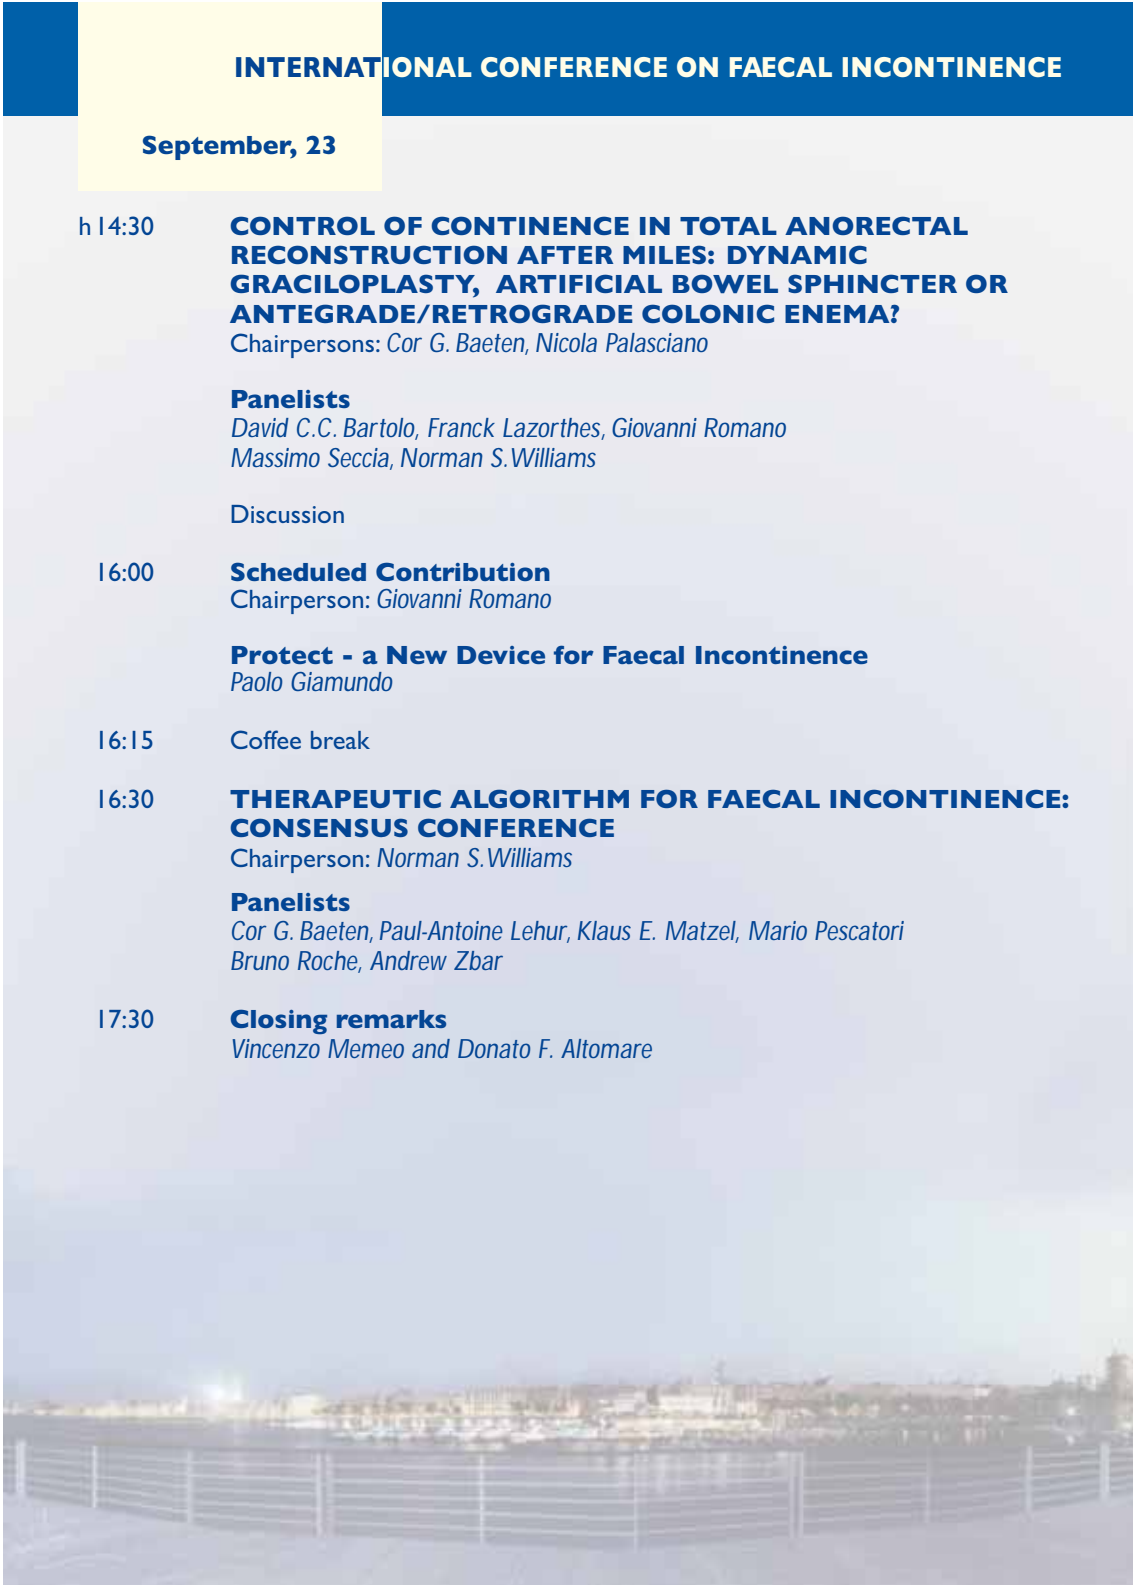 INTERNATIONAL CONFERENCE ON FAECAL INCONTINENCE
September, 23
h 14:30 CONTROL OF CONTINENCE IN TOTAL ANORECTAL
RECONSTRUCTION AFTER MILES: DYNAMIC
GRACILOPLASTY, ARTIFICIAL BOWEL SPHINCTER OR
ANTEGRADE/RETROGRADE COLONIC ENEMA?
Chairpersons: Cor G. Baeten, Nicola Palasciano
Panelists
David C.C. Bartolo, Franck Lazorthes, Giovanni Romano
Massimo Seccia, Norman S.Williams
Discussion
16:00 Scheduled Contribution
Chairperson: Giovanni Romano
Protect - a New Device for Faecal Incontinence
Paolo Giamundo
16:15 Coffee break
16:30 THERAPEUTIC ALGORITHM FOR FAECAL INCONTINENCE:
CONSENSUS CONFERENCE
Chairperson: Norman S.Williams
Panelists
Cor G. Baeten, Paul-Antoine Lehur, Klaus E. Matzel, Mario Pescatori
Bruno Roche, Andrew Zbar
17:30 Closing remarks
Vincenzo Memeo and Donato F. Altomare